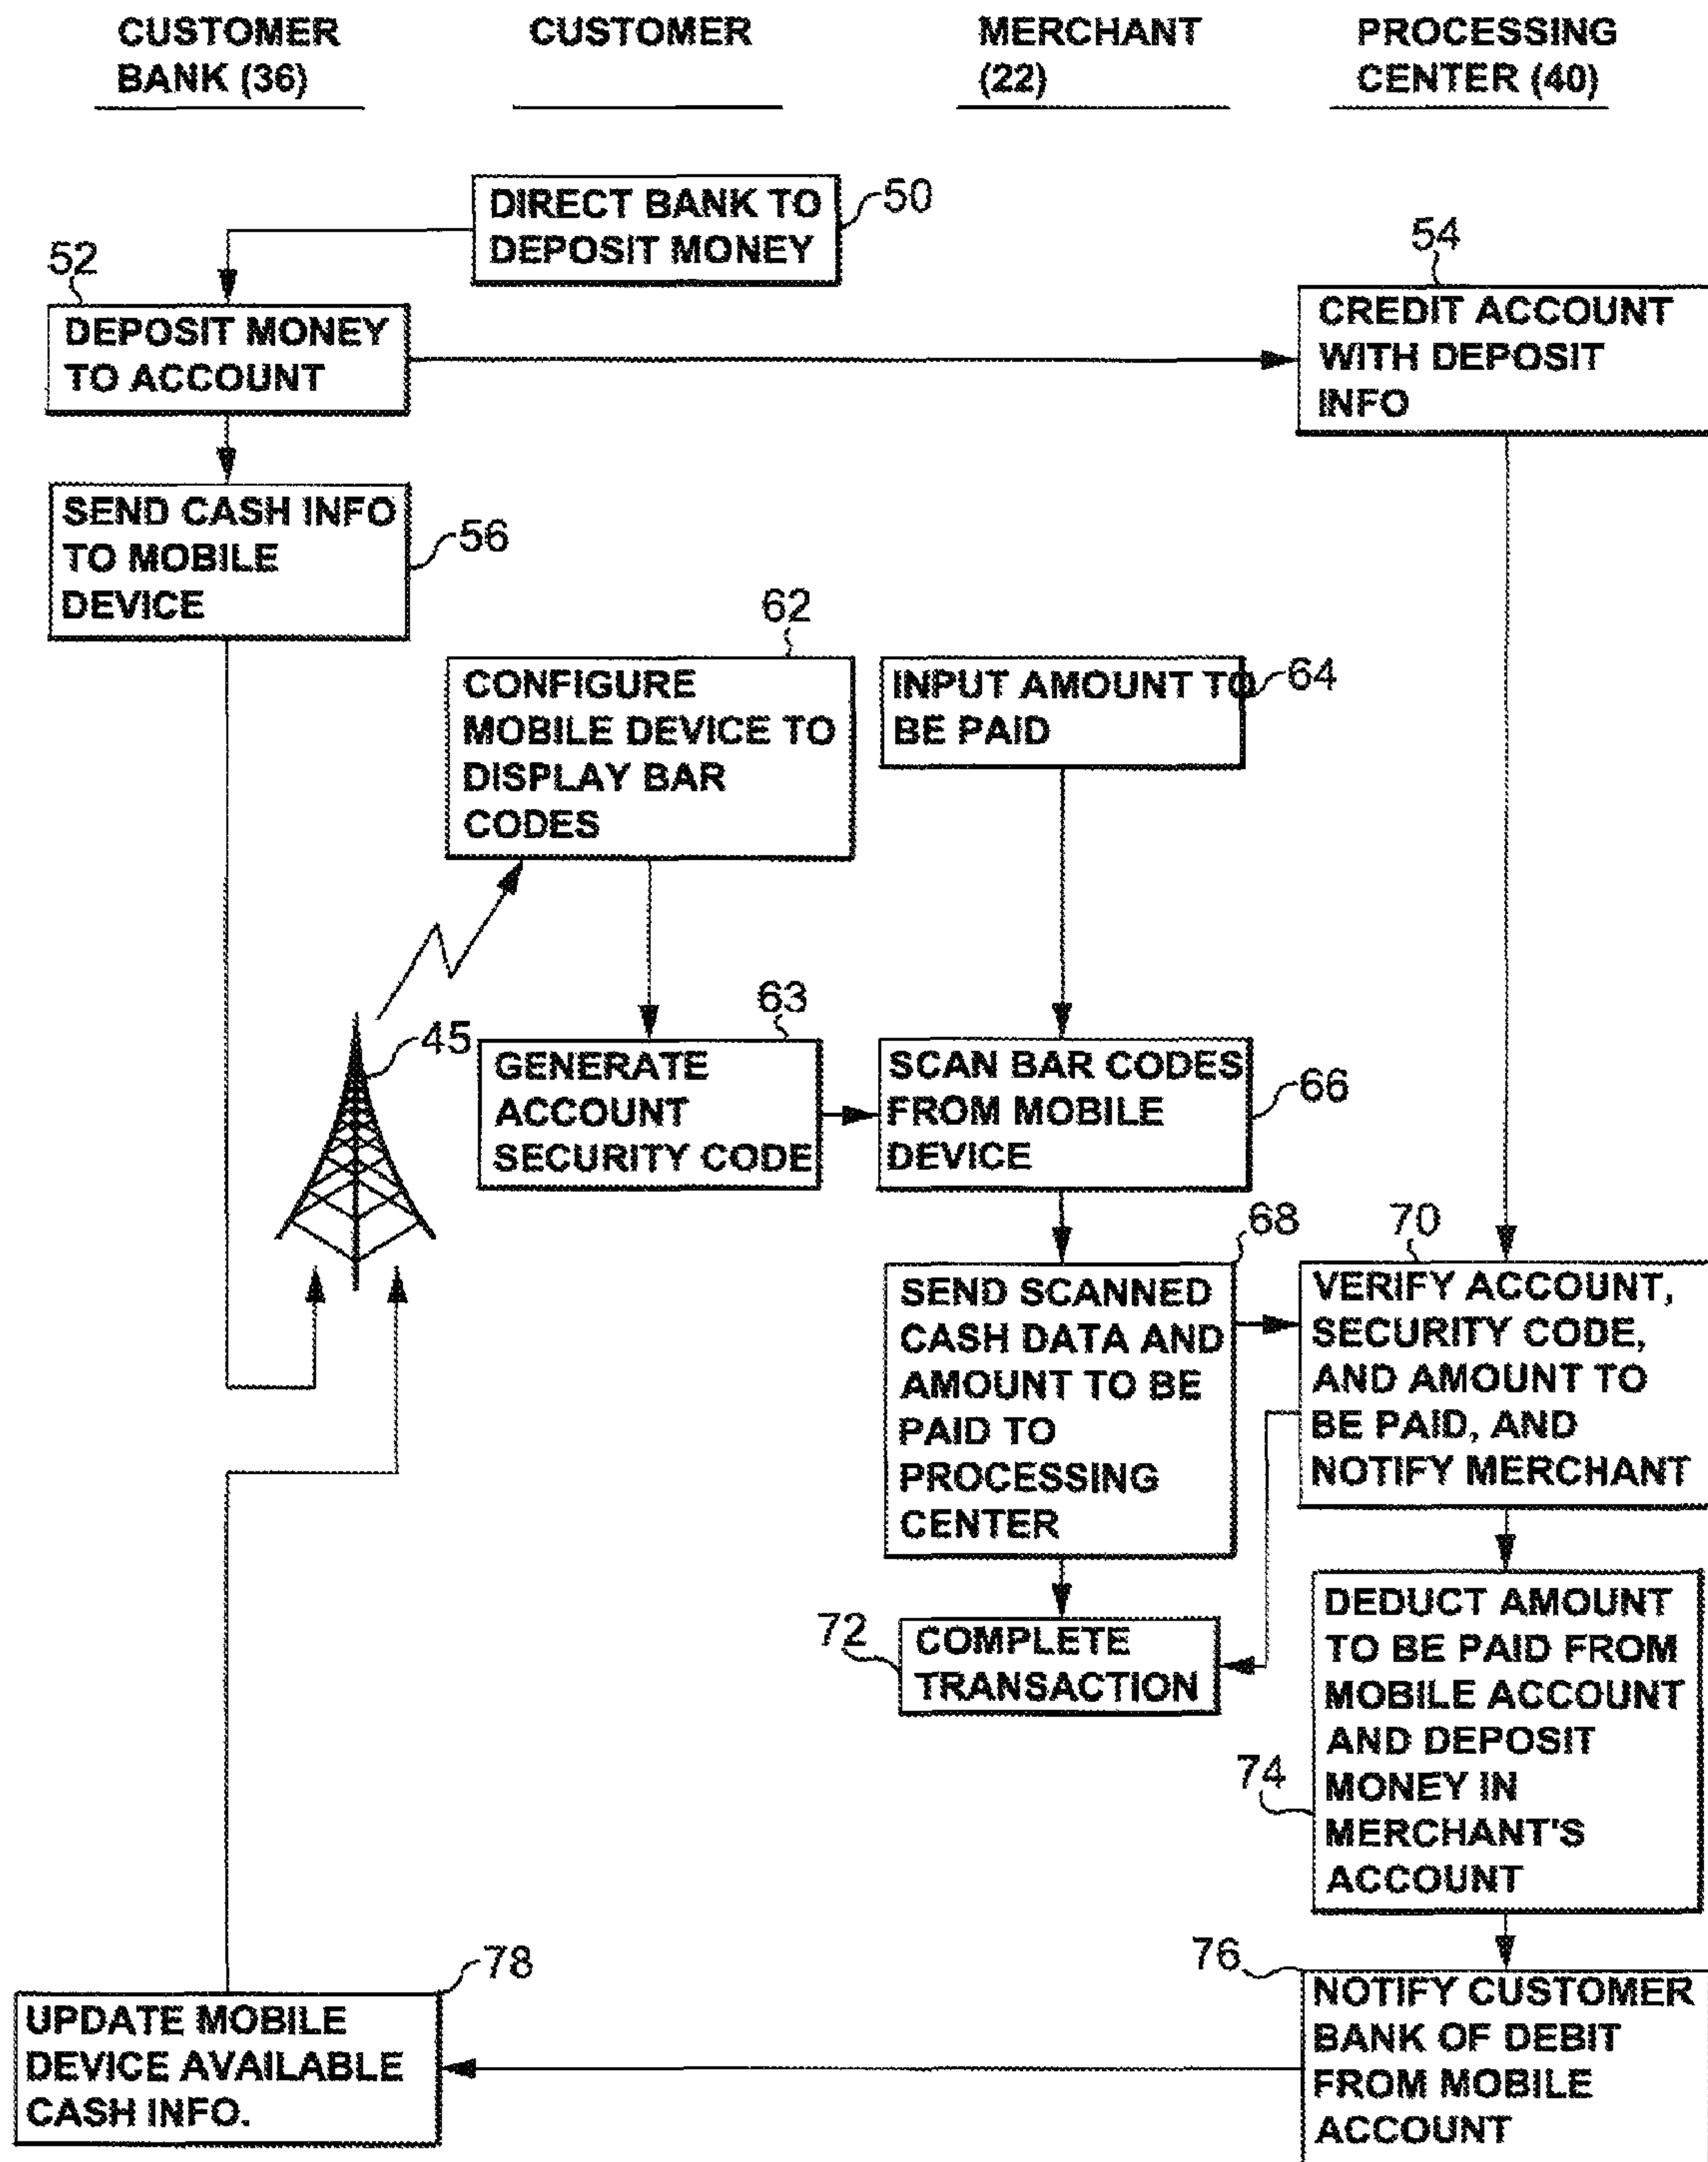 CUSTOMER
BANK (36)
CUSTOMER
MERCHANT
(22)
PROCESSING
CENTER (40)
DIRECT BANK TO
DEPOSIT MONEY
50
52
DEPOSIT MONEY
TO ACCOUNT
54
CREDIT ACCOUNT
WITH DEPOSIT
INFO
SEND CASH INFO
TO MOBILE
DEVICE
56
62
CONFIGURE
MOBILE DEVICE TO
DISPLAY BAR
CODES
INPUT AMOUNT TO
BE PAID
64
45
63
GENERATE
ACCOUNT
SECURITY CODE
SCAN BAR CODES
FROM MOBILE
DEVICE
66
68
SEND SCANNED
CASH DATA AND
AMOUNT TO BE
PAID TO
PROCESSING
CENTER
70
VERIFY ACCOUNT,
SECURITY CODE,
AND AMOUNT TO
BE PAID, AND
NOTIFY MERCHANT
72
COMPLETE
TRANSACTION
74
DEDUCT AMOUNT
TO BE PAID FROM
MOBILE ACCOUNT
AND DEPOSIT
MONEY IN
MERCHANT'S
ACCOUNT
76
NOTIFY CUSTOMER
BANK OF DEBIT
FROM MOBILE
ACCOUNT
78
UPDATE MOBILE
DEVICE AVAILABLE
CASH INFO.